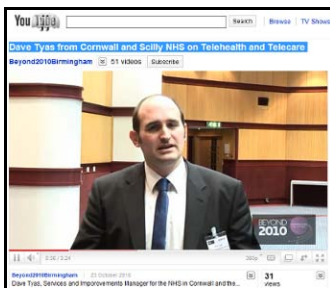 You Tube
Search
Browse
TV Shows
Dave Tyas from Cornwall and Scilly NHS on Telehealth and Telecare
Beyond2010Birmingham
51 videos
Subscribe
BEYOND
2010
360p
Beyond2010Birmingham
23 October 2010
31
views
Dave Tyas, Services and Improvements Manager for the NHS in Cornwall and the...